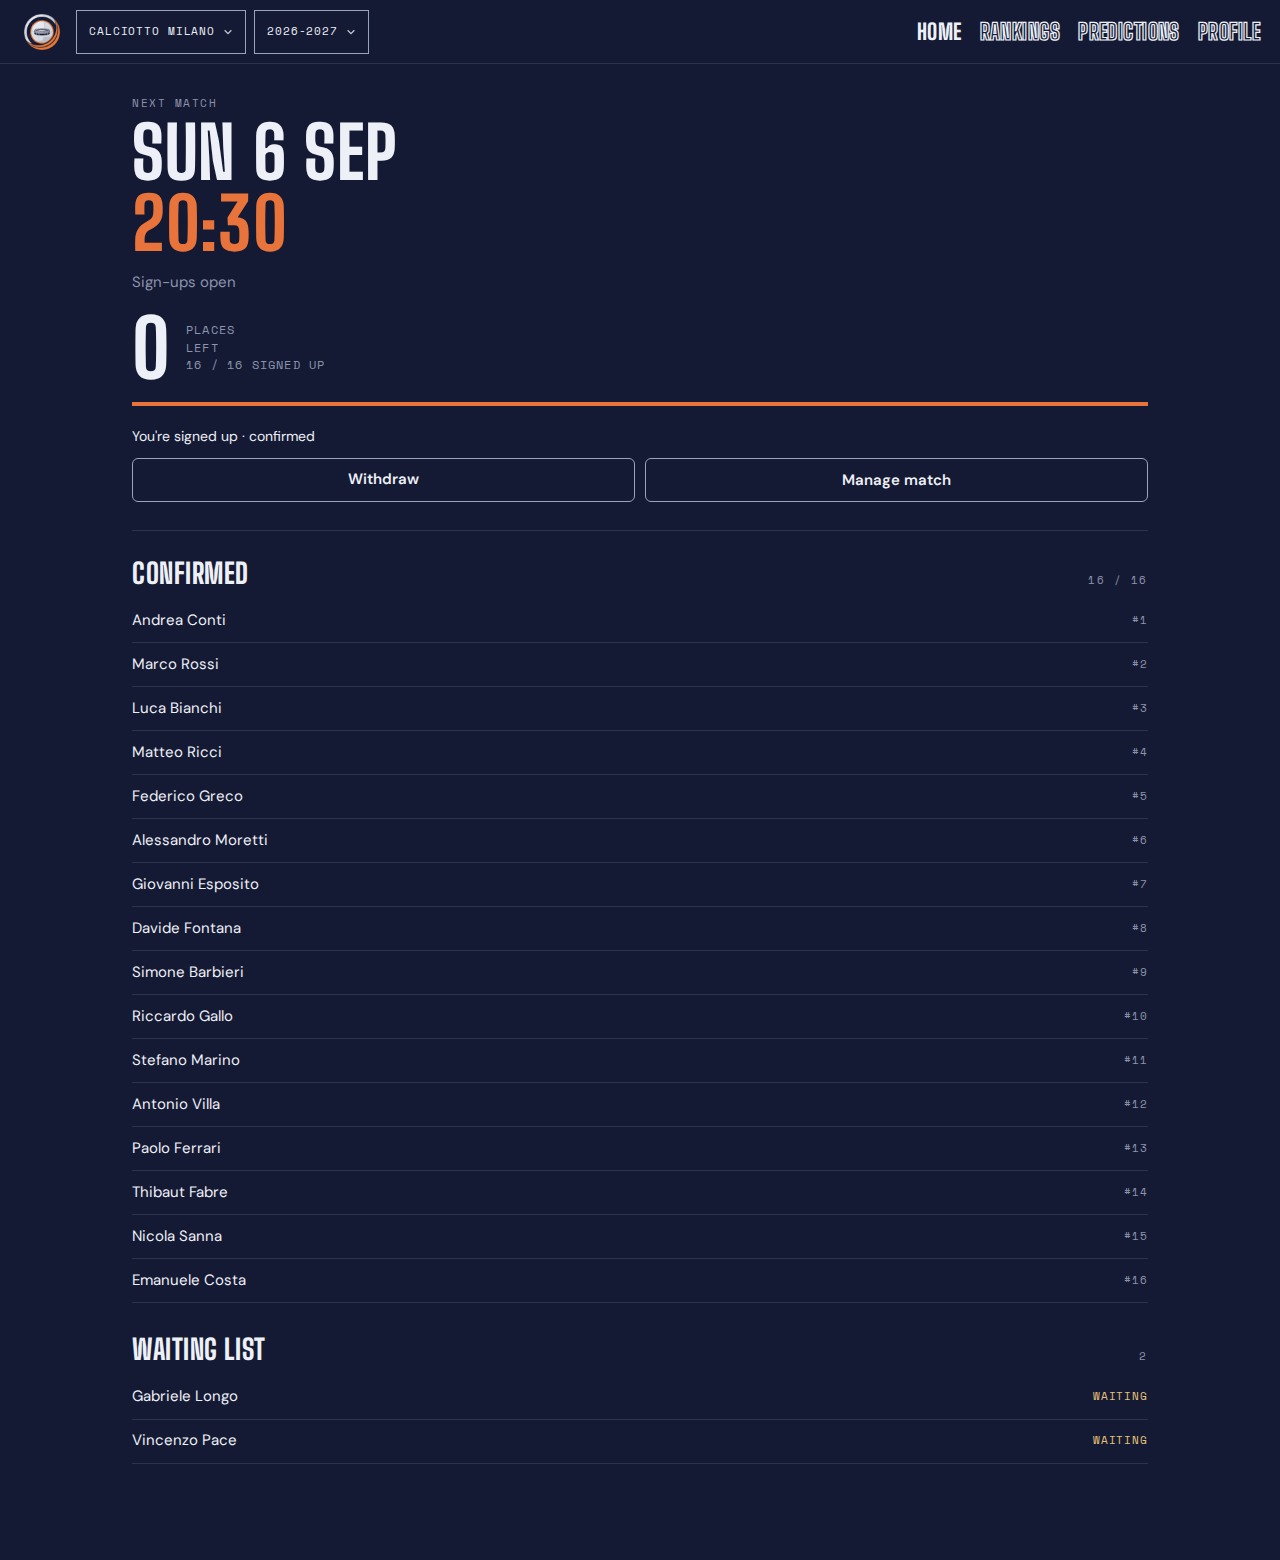 CALCIOTTO MILANO
2026-2027
HOME
RANKINGS
PREDICTIONS
PROFILE
NEXT MATCH
SUN 6 SEP
20:30
Sign-ups open
0
PLACES
LEFT
16 / 16 SIGNED UP
You're signed up · confirmed
Withdraw
Manage match
CONFIRMED
16 / 16
Andrea Conti #1
Marco Rossi #2
Luca Bianchi #3
Matteo Ricci #4
Federico Greco #5
Alessandro Moretti #6
Giovanni Esposito #7
Davide Fontana #8
Simone Barbieri #9
Riccardo Gallo #10
Stefano Marino #11
Antonio Villa #12
Paolo Ferrari #13
Thibaut Fabre #14
Nicola Sanna #15
Emanuele Costa #16
WAITING LIST
2
Gabriele Longo WAITING
Vincenzo Pace WAITING